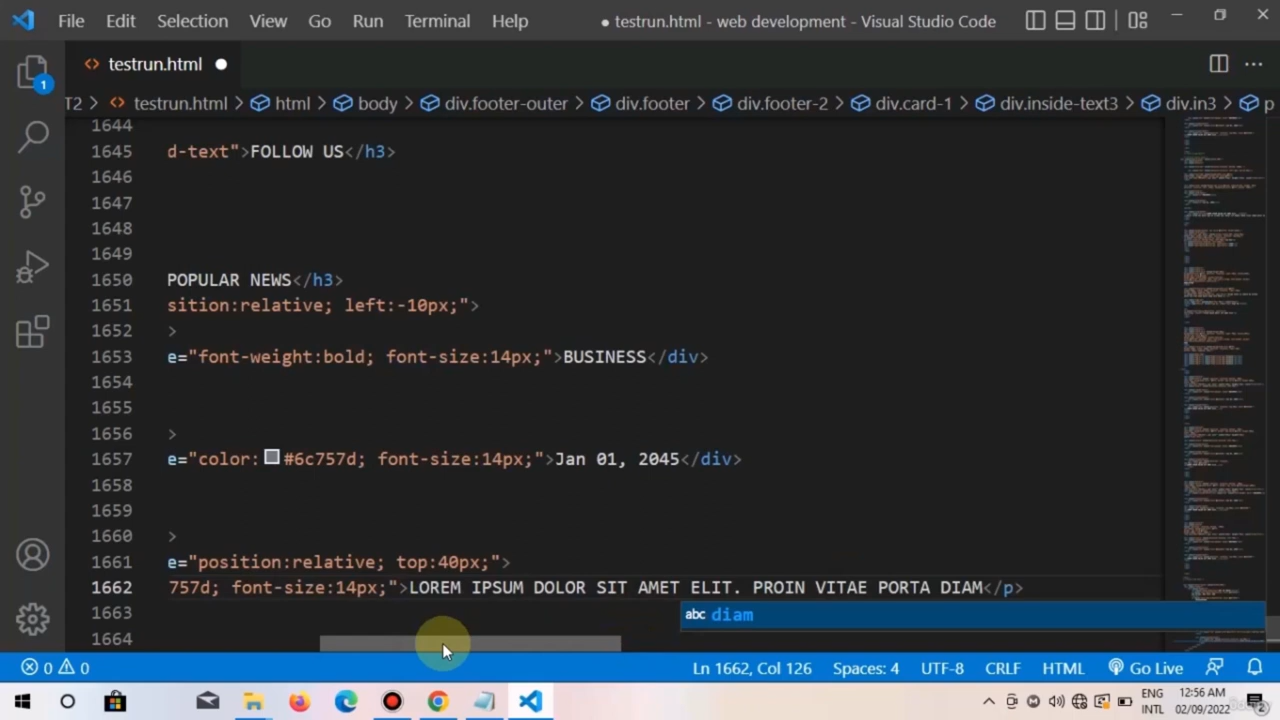 File Edit Selection View Go Run Terminal Help ● testrun.html - web development - Visual Studio Code
testrun.html
T2 > testrun.html > html > body > div.footer-outer > div.footer > div.footer-2 > div.card-1 > div.inside-text3 > div.in3 > p
1644
1645 d-text">FOLLOW US</h3>
1646
1647
1648
1649
1650 POPULAR NEWS</h3>
1651 sition:relative; left:-10px;">
1652 >
1653 e="font-weight:bold; font-size:14px;">BUSINESS</div>
1654
1655
1656 >
1657 e="color:#6c757d; font-size:14px;">Jan 01, 2045</div>
1658
1659
1660 >
1661 e="position:relative; top:40px;">
1662 757d; font-size:14px;">LOREM IPSUM DOLOR SIT AMET ELIT. PROIN VITAE PORTA DIAM</p>
1663
abc diam
1664
1
0 0 Ln 1662, Col 126 Spaces: 4 UTF-8 CRLF HTML Go Live
ENG 12:56 AM
INTL 02/09/2022
2